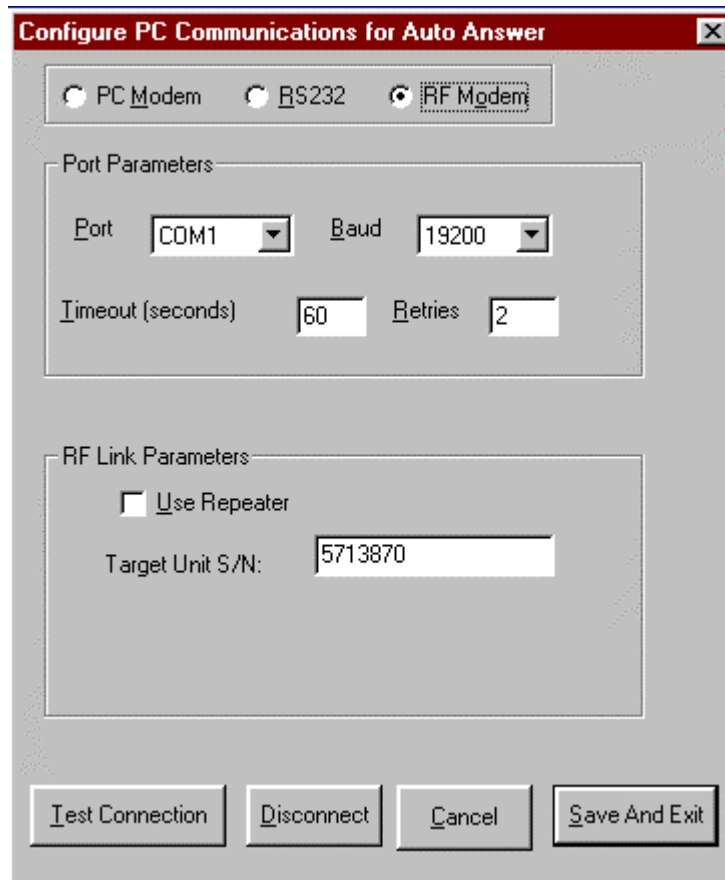 Configure PC Communications for Auto Answer
PC Modem RS232 RF Modem
Port Parameters
Port COM1 Baud 19200
Timeout (seconds) 60 Retries 2
RF Link Parameters
Use Repeater
Target Unit S/N: 5713870
Test Connection Disconnect Cancel Save And Exit